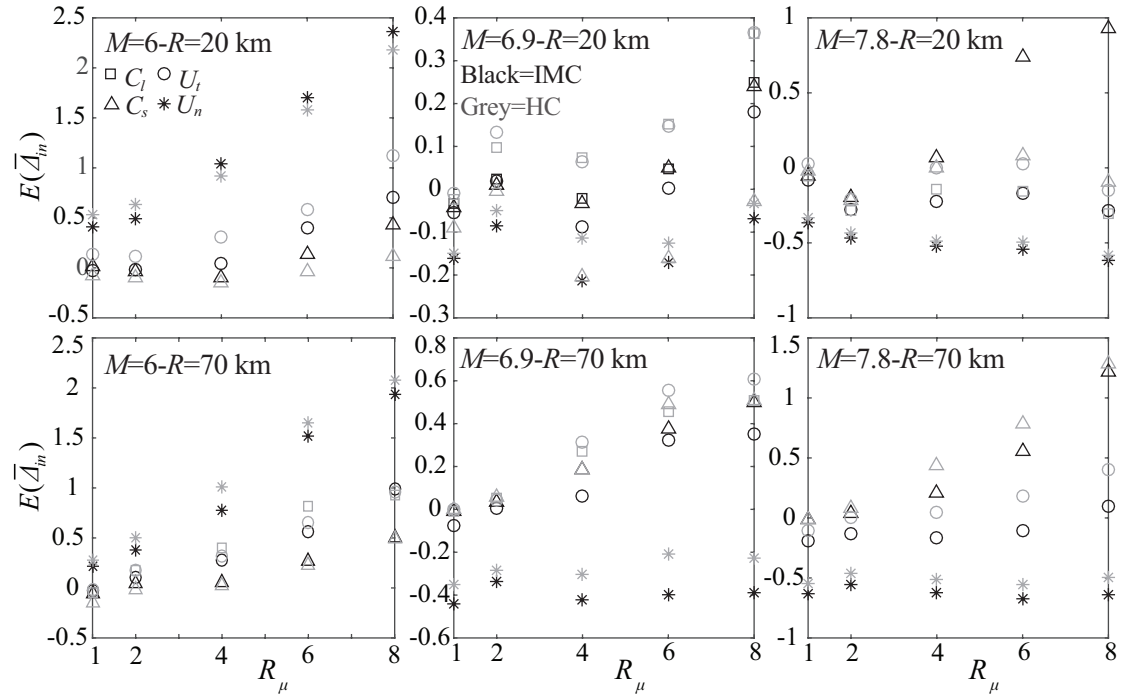 M=6-R=20 km
C_l U_t
C_s U_n
2.5
2
1.5
1
0.5
0
-0.5
E(Δ̅_in)
M=6.9-R=20 km
Black=IMC
Grey=HC
0.4
0.3
0.2
0.1
0
-0.1
-0.2
0.3
M=7.8-R=20 km
1
0.5
0
-0.5
-1
M=6-R=70 km
2.5
2
1.5
1
0.5
0
-0.5
E(Δ̅_in)
1 2 4 6 8
R_μ
M=6.9-R=70 km
0.8
0.6
0.4
0.2
0
-0.2
-0.4
-0.6
1 2 4 6 8
R_μ
M=7.8-R=70 km
1.5
1
0.5
0
-0.5
-1
1 2 4 6 8
R_μ